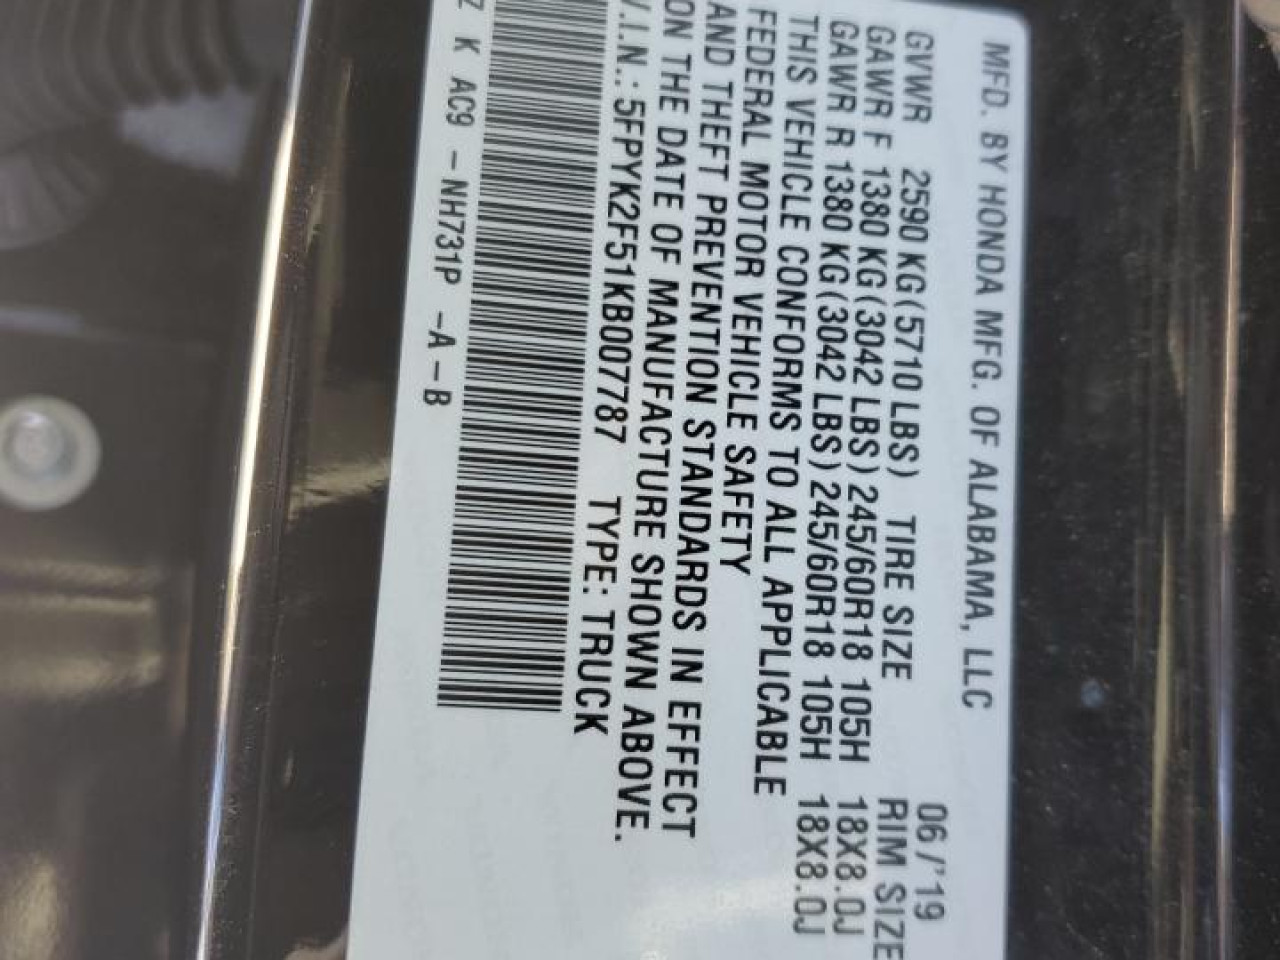 MFD. BY HONDA MFG. OF ALABAMA, LLC
06/'19
GVWR 2590 KG(5710 LBS) TIRE SIZE RIM SIZE
GAWR F 1380 KG(3042 LBS) 245/60R18 105H 18X8.0J
GAWR R 1380 KG(3042 LBS) 245/60R18 105H 18X8.0J
THIS VEHICLE CONFORMS TO ALL APPLICABLE
FEDERAL MOTOR VEHICLE SAFETY
AND THEFT PREVENTION STANDARDS IN EFFECT
ON THE DATE OF MANUFACTURE SHOWN ABOVE.
V.I.N.: 5FPYK2F51KB007787 TYPE: TRUCK
Z K AC9 -NH731P -A-B